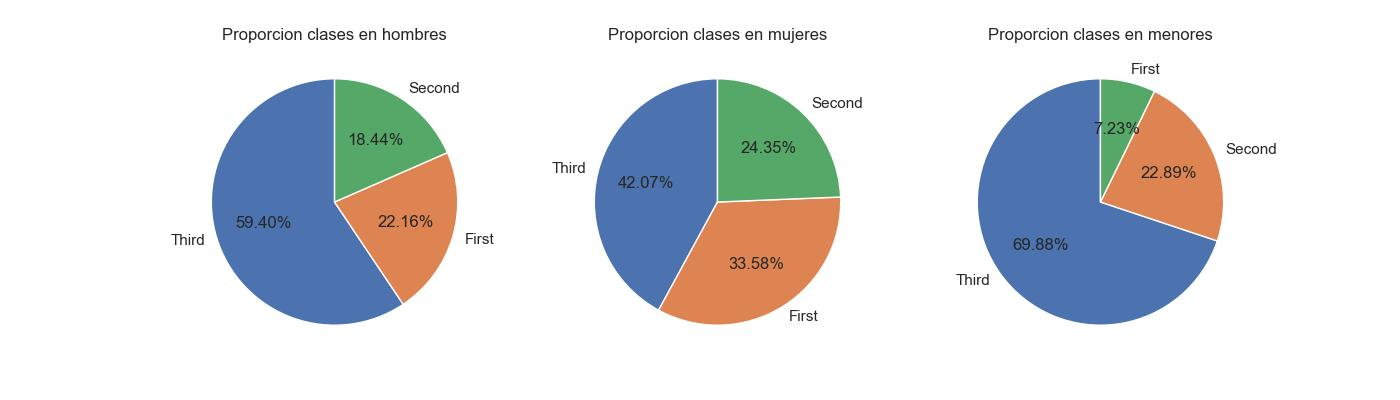 Proporcion clases en hombres
Second
18.44%
59.40%
22.16%
Third
First
Proporcion clases en mujeres
Second
24.35%
Third
42.07%
33.58%
First
Proporcion clases en menores
First
7.23%
Second
22.89%
69.88%
Third